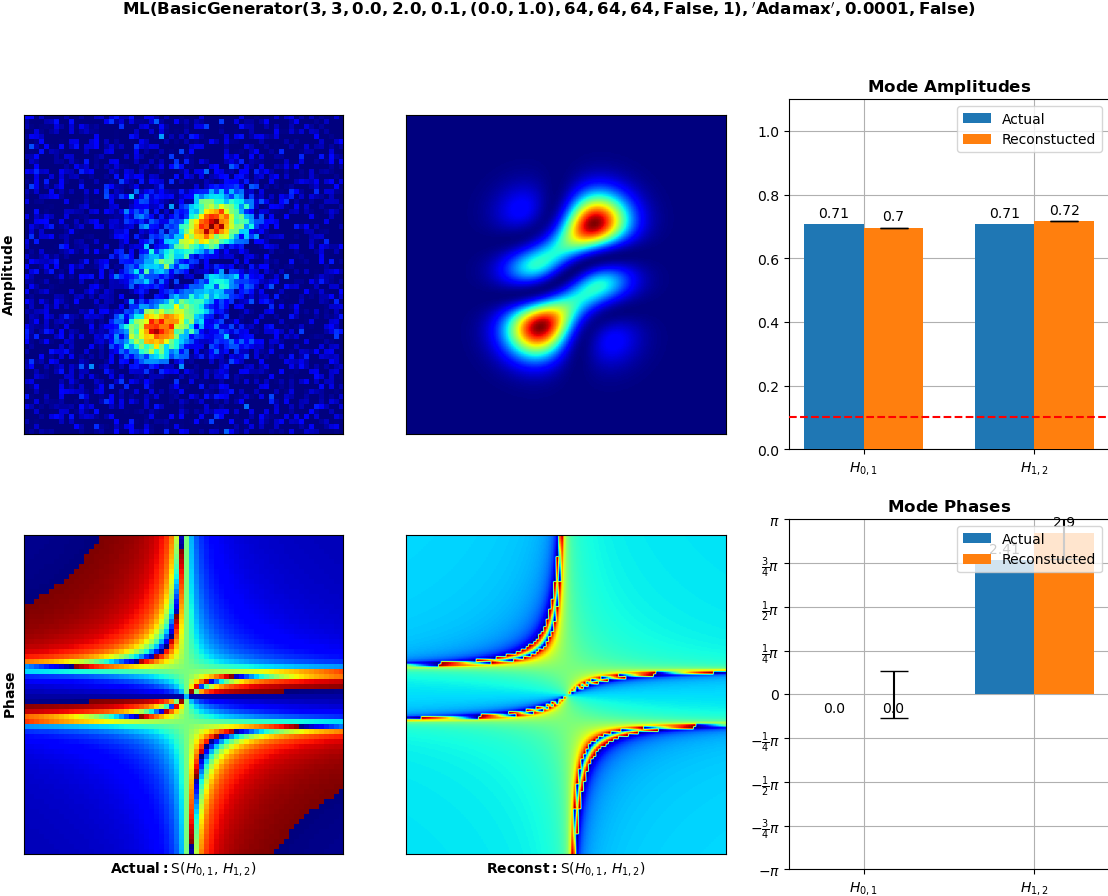 ML(BasicGenerator(3, 3, 0.0, 2.0, 0.1, (0.0, 1.0), 64, 64, 64, False, 1), ′Adamax′, 0.0001, False)
Mode Amplitudes
Actual
Reconstucted
1.0
0.8
0.6
0.4
0.2
0.0
0.71
0.7
0.71
0.72
H0,1
H1,2
Amplitude
Mode Phases
Actual
Reconstucted
π
3/4π
1/2π
1/4π
0
−1/4π
−1/2π
−3/4π
−π
0.0
0.0
2.41
2.9
H0,1
H1,2
Phase
Actual: S(H0,1, H1,2)
Reconst: S(H0,1, H1,2)